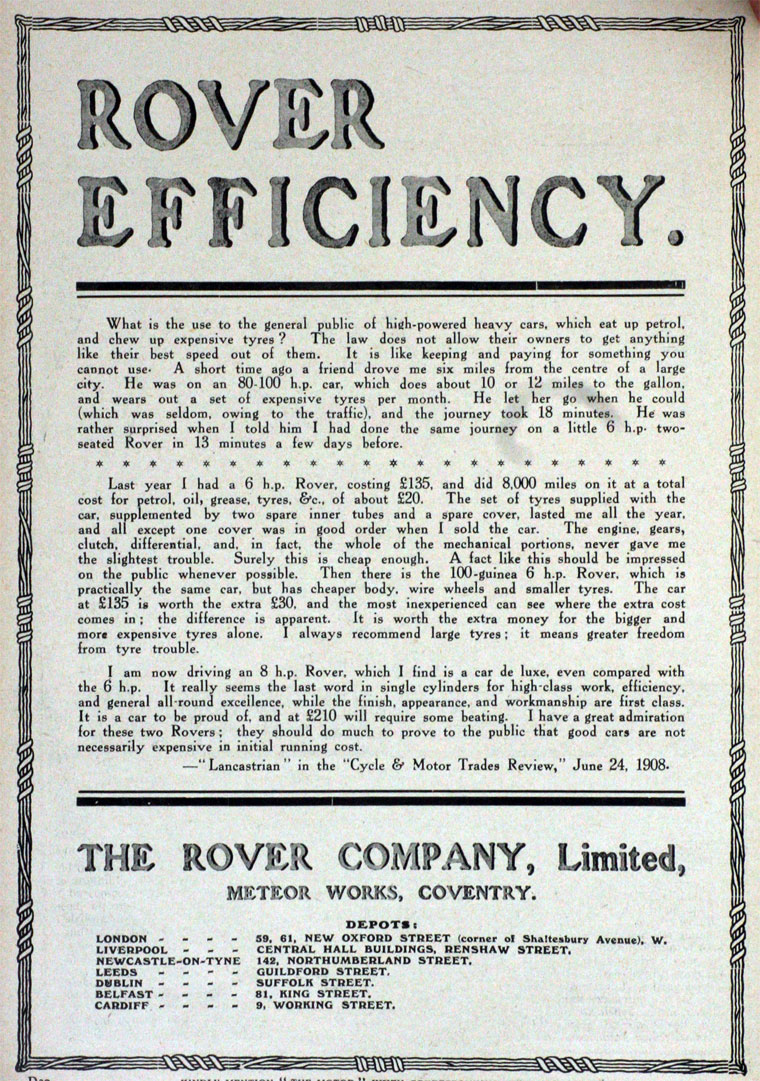 ROVER
EFFICIENCY.
What is the use to the general public of high-powered heavy cars, which eat up petrol,
and chew up expensive tyres? The law does not allow their owners to get anything
like their best speed out of them. It is like keeping and paying for something you
cannot use. A short time ago a friend drove me six miles from the centre of a large
city. He was on an 80-100 h.p. car, which does about 10 or 12 miles to the gallon,
and wears out a set of expensive tyres per month. He let her go when he could
(which was seldom, owing to the traffic), and the journey took 18 minutes. He was
rather surprised when I told him I had done the same journey on a little 6 h.p. two-
seated Rover in 13 minutes a few days before.
* * * * * * * * * * * * * * * * * * * * * *
Last year I had a 6 h.p. Rover, costing £135, and did 8,000 miles on it at a total
cost for petrol, oil, grease, tyres, &c., of about £20. The set of tyres supplied with the
car, supplemented by two spare inner tubes and a spare cover, lasted me all the year,
and all except one cover was in good order when I sold the car. The engine, gears,
clutch, differential, and, in fact, the whole of the mechanical portions, never gave me
the slightest trouble. Surely this is cheap enough. A fact like this should be impressed
on the public whenever possible. Then there is the 100-guinea 6 h.p. Rover, which is
practically the same car, but has cheaper body, wire wheels and smaller tyres. The car
at £135 is worth the extra £30, and the most inexperienced can see where the extra cost
comes in; the difference is apparent. It is worth the extra money for the bigger and
more expensive tyres alone. I always recommend large tyres; it means greater freedom
from tyre trouble.
I am now driving an 8 h.p. Rover, which I find is a car de luxe, even compared with
the 6 h.p. It really seems the last word in single cylinders for high-class work, efficiency,
and general all-round excellence, while the finish, appearance, and workmanship are first class.
It is a car to be proud of, and at £210 will require some beating. I have a great admiration
for these two Rovers; they should do much to prove to the public that good cars are not
necessarily expensive in initial running cost.
—"Lancastrian" in the "Cycle & Motor Trades Review," June 24, 1908.
THE ROVER COMPANY, Limited,
METEOR WORKS, COVENTRY.
DEPOTS:
LONDON - - - - 59, 61, NEW OXFORD STREET (corner of Shaftesbury Avenue), W.
LIVERPOOL - - - CENTRAL HALL BUILDINGS, RENSHAW STREET.
NEWCASTLE-ON-TYNE 142, NORTHUMBERLAND STREET.
LEEDS - - - - GUILDFORD STREET.
DUBLIN - - - - SUFFOLK STREET.
BELFAST - - - - 81, KING STREET.
CARDIFF - - - - 9, WORKING STREET.